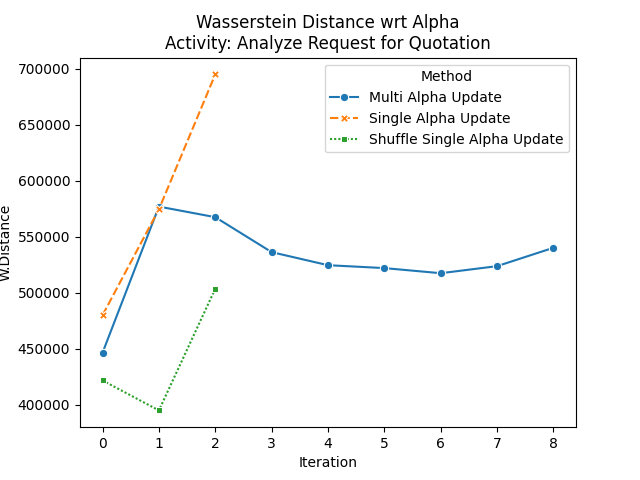 Wasserstein Distance wrt Alpha
Activity: Analyze Request for Quotation
700000
650000
600000
550000
500000
450000
400000
W.Distance
Method
Multi Alpha Update
Single Alpha Update
Shuffle Single Alpha Update
0 1 2 3 4 5 6 7 8
Iteration